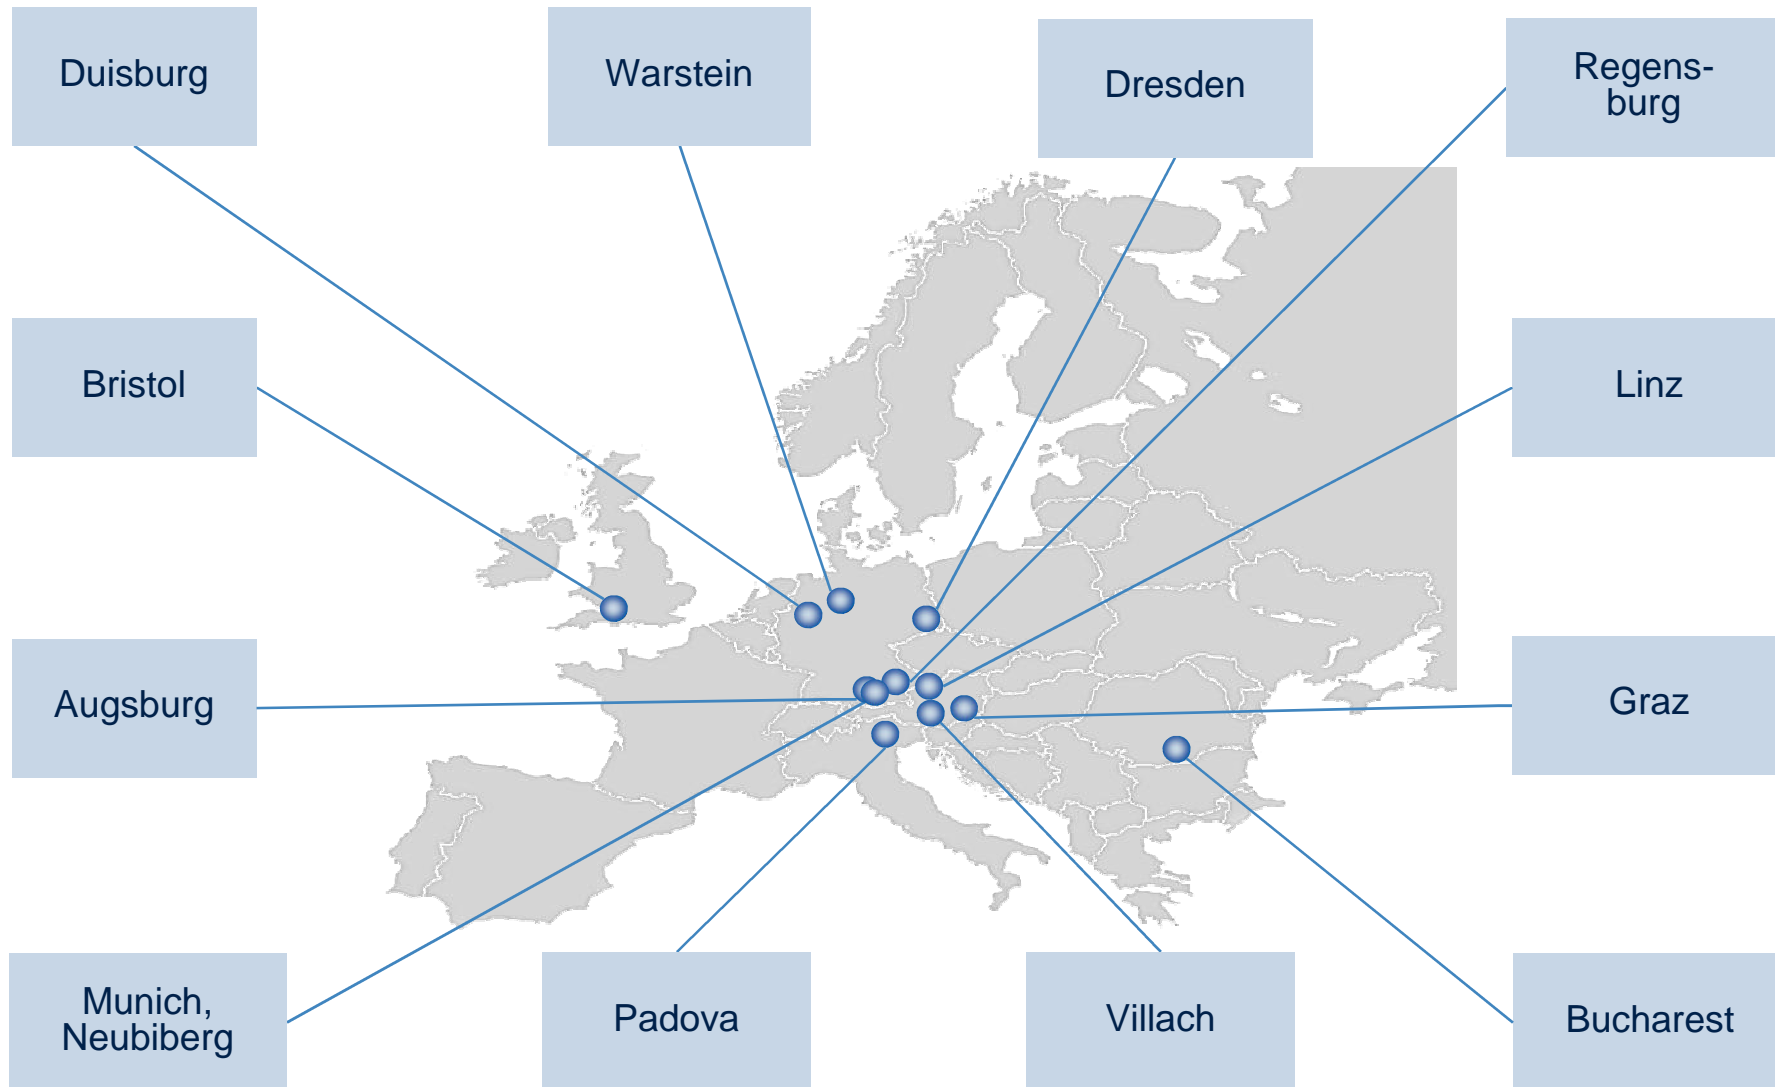 Duisburg
Warstein
Dresden
Regens-
burg
Bristol
Linz
Augsburg
Graz
Munich,
Neubiberg
Padova
Villach
Bucharest